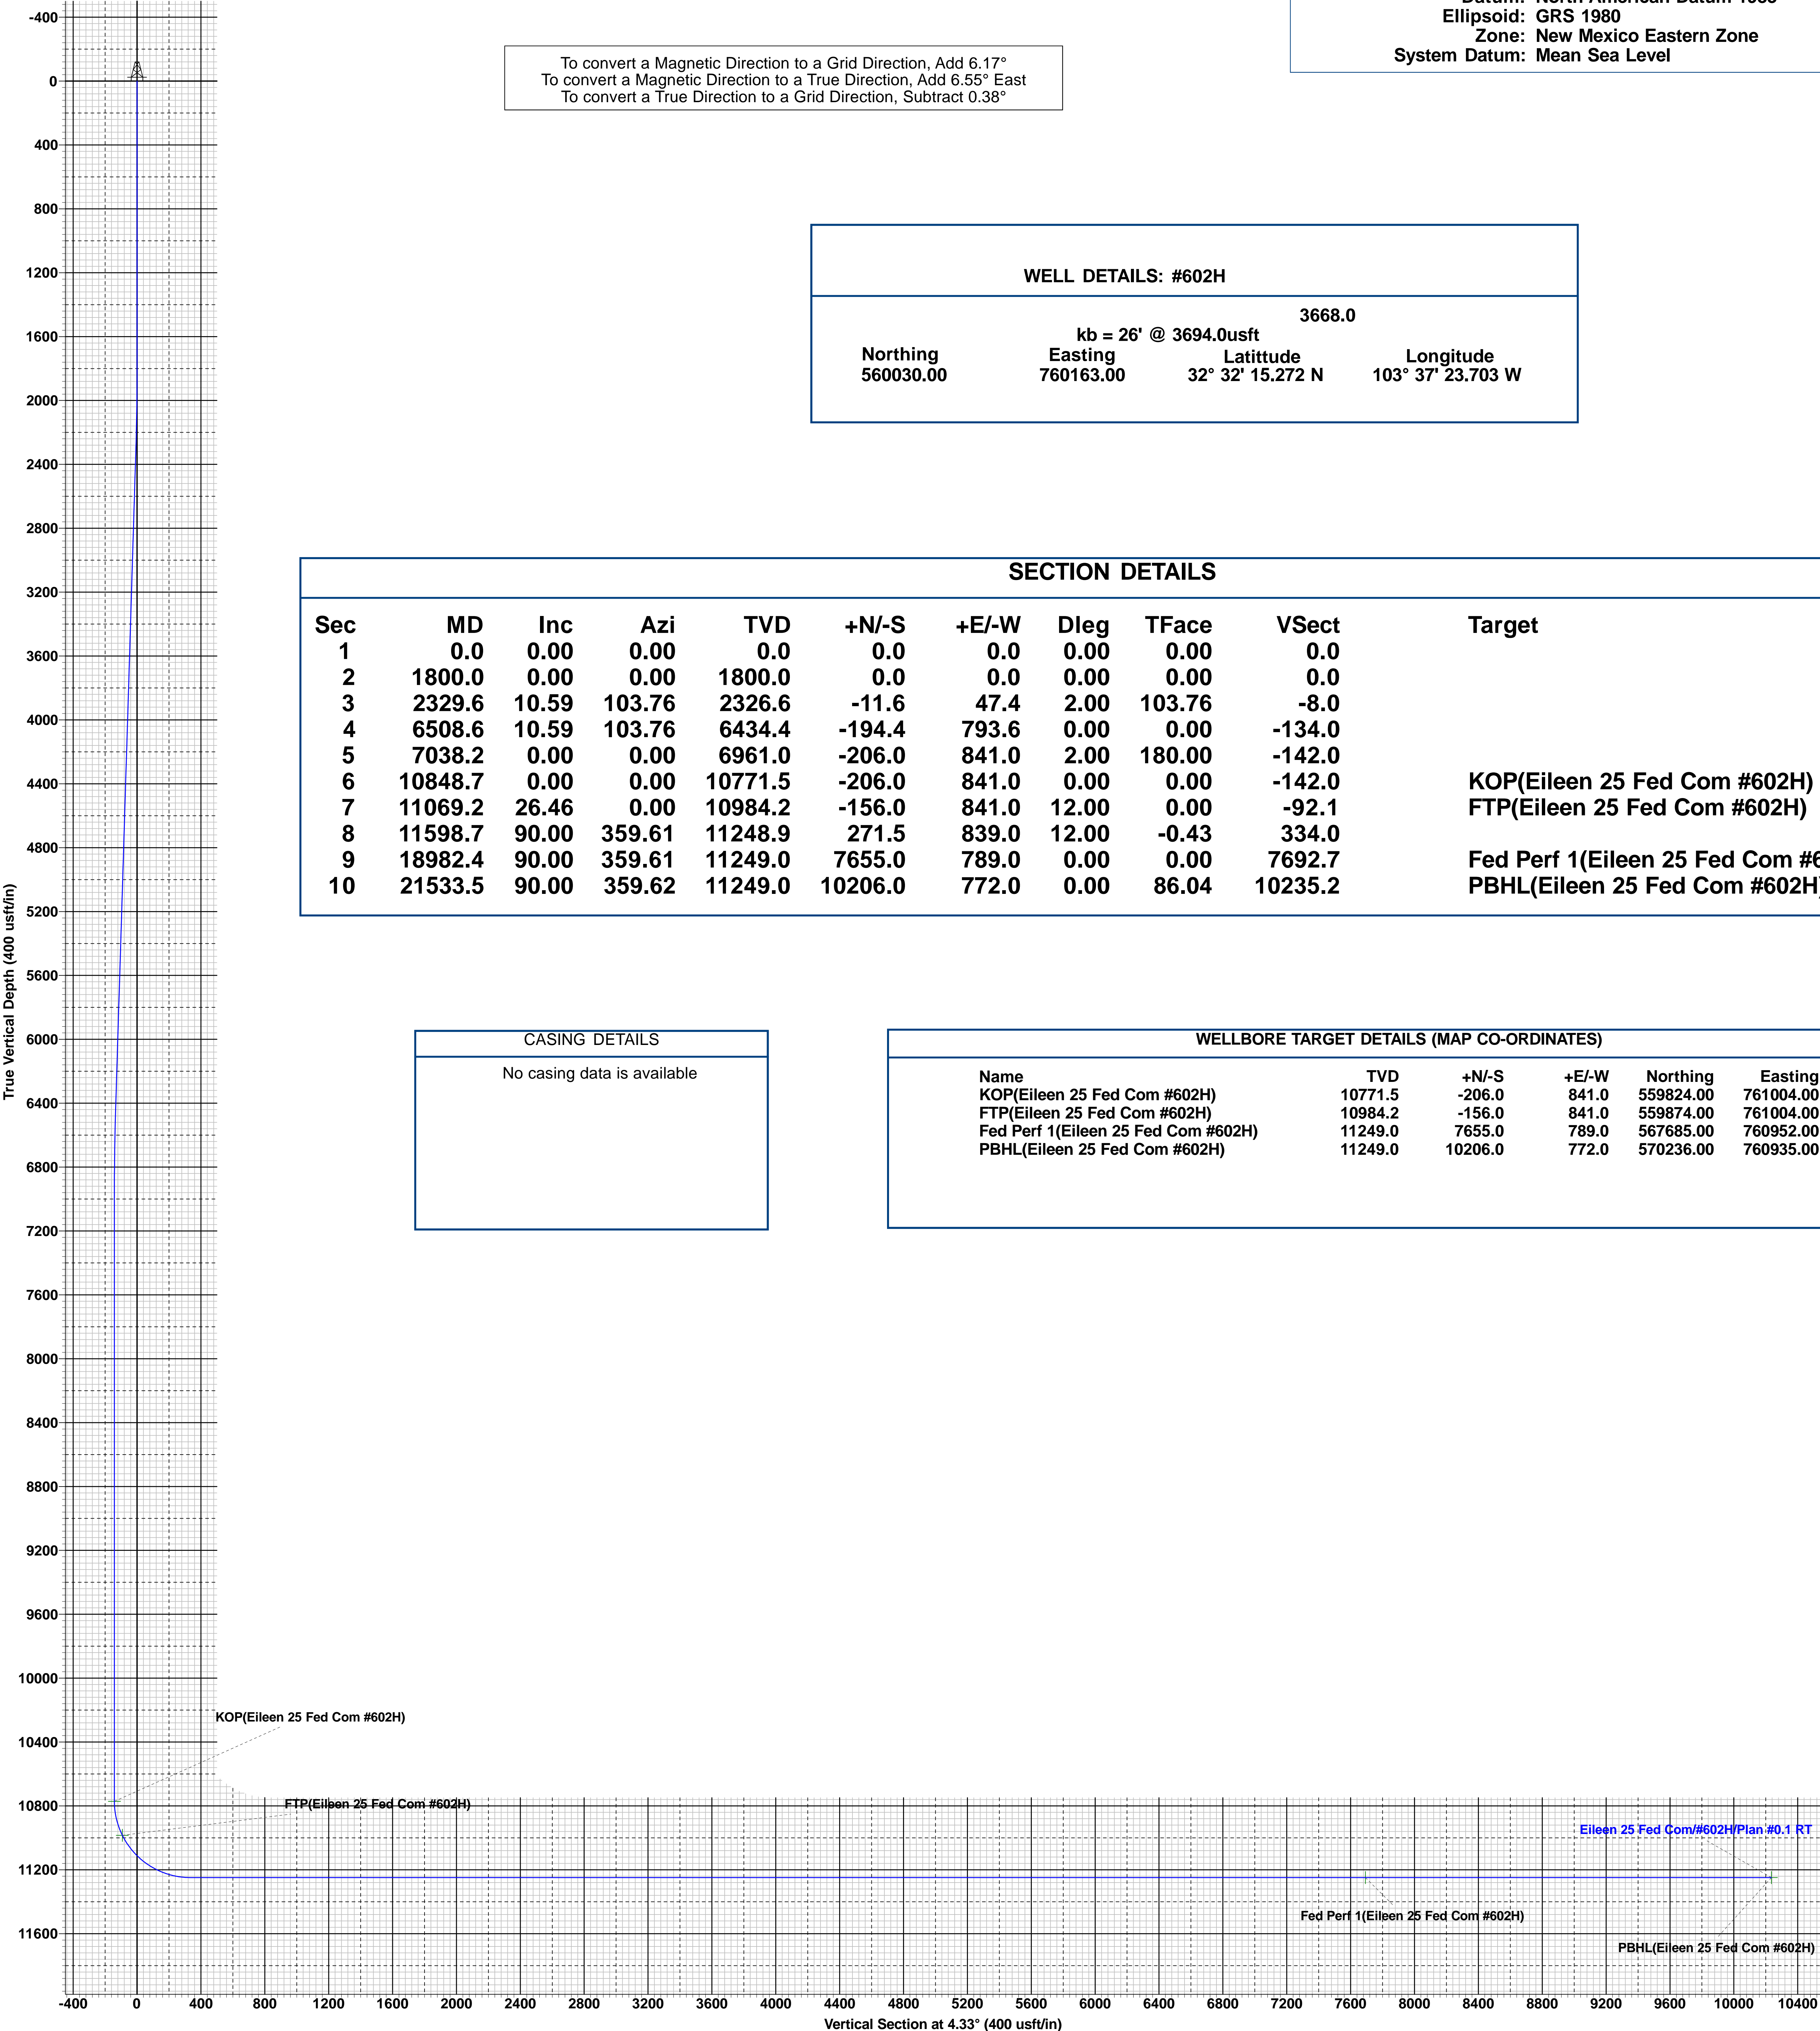 Ellipsoid: GRS 1980
Zone: New Mexico Eastern Zone
System Datum: Mean Sea Level
To convert a Magnetic Direction to a Grid Direction, Add 6.17°
To convert a Magnetic Direction to a True Direction, Add 6.55° East
To convert a True Direction to a Grid Direction, Subtract 0.38°
WELL DETAILS: #602H
3668.0
kb = 26' @ 3694.0usft
Northing Easting Latittude Longitude
560030.00 760163.00 32° 32' 15.272 N 103° 37' 23.703 W
SECTION DETAILS
Sec MD Inc Azi TVD +N/-S +E/-W Dleg TFace VSect Target
1 0.0 0.00 0.00 0.0 0.0 0.0 0.00 0.00 0.0
2 1800.0 0.00 0.00 1800.0 0.0 0.0 0.00 0.00 0.0
3 2329.6 10.59 103.76 2326.6 -11.6 47.4 2.00 103.76 -8.0
4 6508.6 10.59 103.76 6434.4 -194.4 793.6 0.00 0.00 -134.0
5 7038.2 0.00 0.00 6961.0 -206.0 841.0 2.00 180.00 -142.0
6 10848.7 0.00 0.00 10771.5 -206.0 841.0 0.00 0.00 -142.0 KOP(Eileen 25 Fed Com #602H)
7 11069.2 26.46 0.00 10984.2 -156.0 841.0 12.00 0.00 -92.1 FTP(Eileen 25 Fed Com #602H)
8 11598.7 90.00 359.61 11248.9 271.5 839.0 12.00 -0.43 334.0
9 18982.4 90.00 359.61 11249.0 7655.0 789.0 0.00 0.00 7692.7 Fed Perf 1(Eileen 25 Fed Com
10 21533.5 90.00 359.62 11249.0 10206.0 772.0 0.00 86.04 10235.2 PBHL(Eileen 25 Fed Com #602H)
CASING DETAILS
No casing data is available
WELLBORE TARGET DETAILS (MAP CO-ORDINATES)
Name TVD +N/-S +E/-W Northing Easting
KOP(Eileen 25 Fed Com #602H) 10771.5 -206.0 841.0 559824.00 761004.00
FTP(Eileen 25 Fed Com #602H) 10984.2 -156.0 841.0 559874.00 761004.00
Fed Perf 1(Eileen 25 Fed Com #602H) 11249.0 7655.0 789.0 567685.00 760952.00
PBHL(Eileen 25 Fed Com #602H) 11249.0 10206.0 772.0 570236.00 760935.00
True Vertical Depth (400 usft/in)
-400
0
400
800
1200
1600
2000
2400
2800
3200
3600
4000
4400
4800
5200
5600
6000
6400
6800
7200
7600
8000
8400
8800
9200
9600
10000
10400
10800
11200
11600
KOP(Eileen 25 Fed Com #602H)
FTP(Eileen 25 Fed Com #602H)
Eileen 25 Fed Com/#602H/Plan #0.1 RT
Fed Perf 1(Eileen 25 Fed Com #602H)
PBHL(Eileen 25 Fed Com #602H)
-400 0 400 800 1200 1600 2000 2400 2800 3200 3600 4000 4400 4800 5200 5600 6000 6400 6800 7200 7600 8000 8400 8800 9200 9600 10000 10400
Vertical Section at 4.33° (400 usft/in)